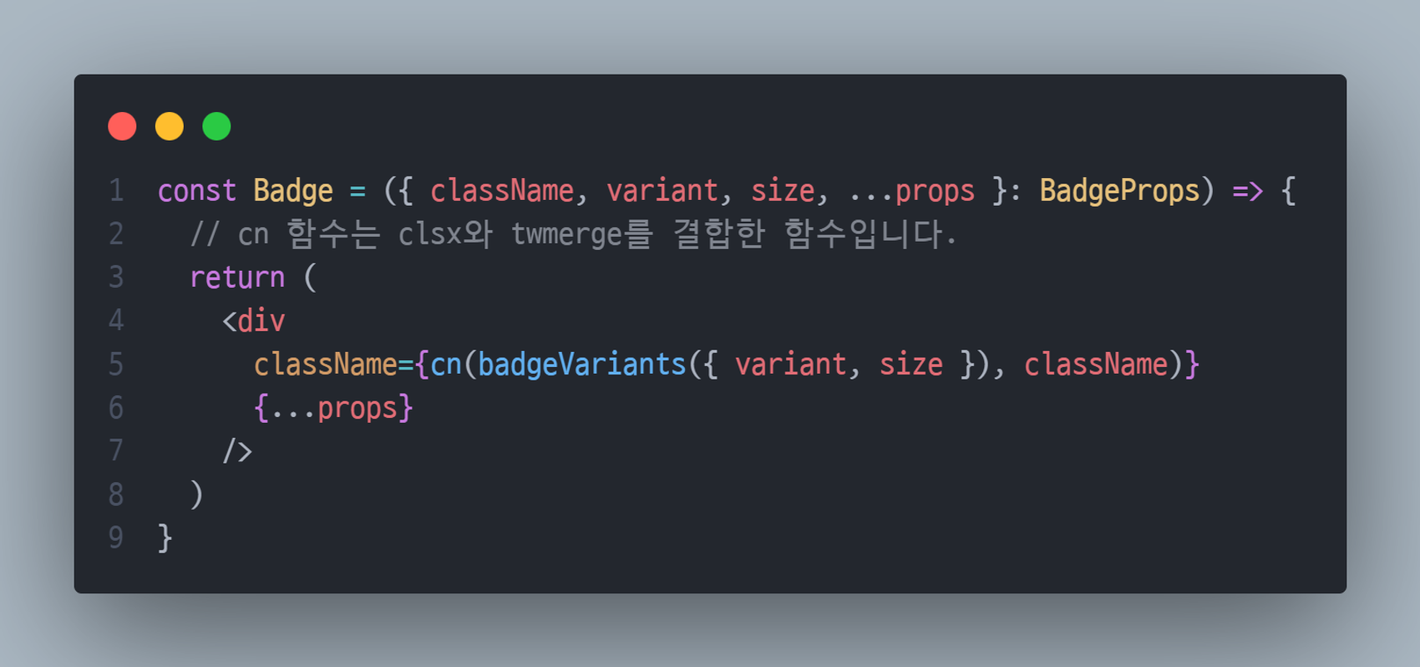 1 const Badge = ({ className, variant, size, ...props }: BadgeProps) => {
2   // cn 함수는 clsx와 twmerge를 결합한 함수입니다.
3   return (
4     <div
5       className={cn(badgeVariants({ variant, size }), className)}
6       {...props}
7     />
8   )
9 }